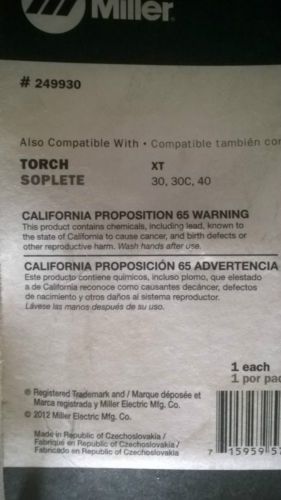 Miller
# 249930
Also Compatible With • Compatible también con
TORCH XT
SOPLETE 30, 30C, 40
CALIFORNIA PROPOSITION 65 WARNING
This product contains chemicals, including lead, known to
the state of California to cause cancer, and birth defects or
other reproductive harm. Wash hands after use.
CALIFORNIA PROPOSICIÓN 65 ADVERTENCIA
Este producto contiene químicos, incluso plomo, que elestado
a de California reconoce como causantes decáncer, defectos
de nacimiento y otros daños al sistema reproductor.
Lávese las manos después de su uso.
1 each
1 por paq
® Registered Trademark and / Marque déposée et
Marca registrada y Miller Electric Mfg. Co.
© 2012 Miller Electric Mfg. Co.
Made in Republic of Czechoslovakia /
Fabriqué en Republic of Czechoslovakia /
Fabricado en Republic of Czechoslovakia
7 15959 57